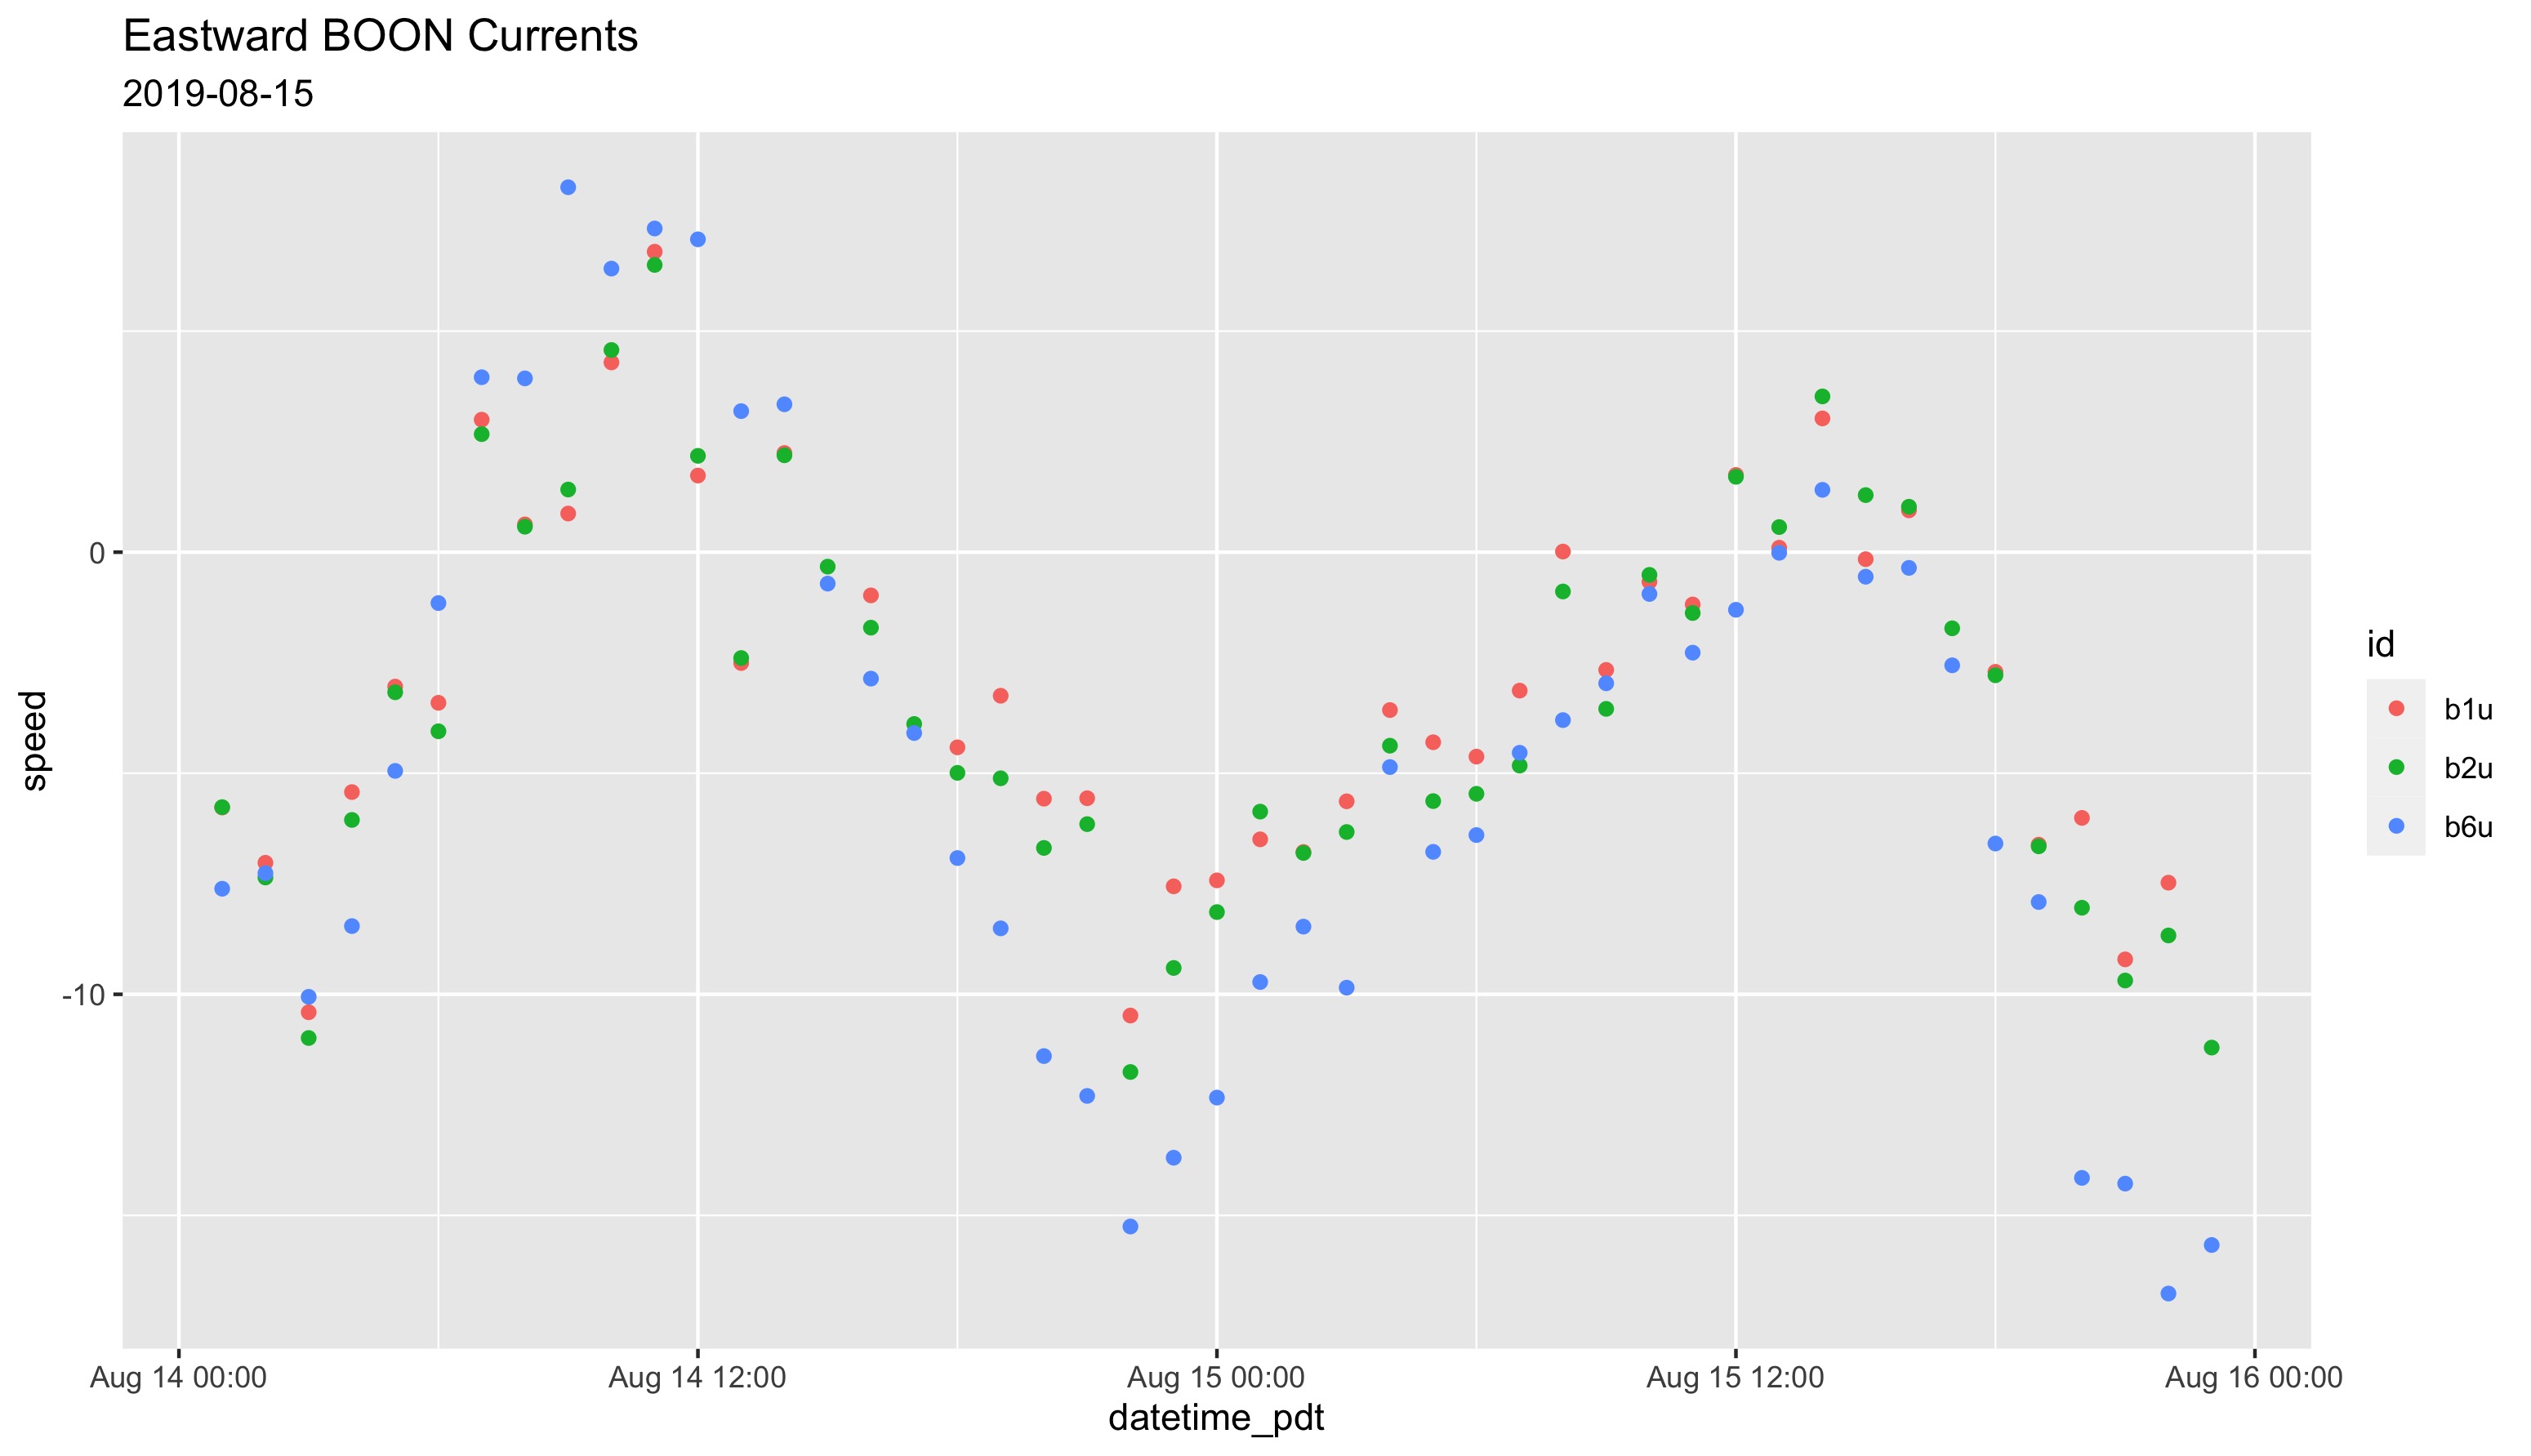 Eastward BOON Currents
2019-08-15
speed
0
-10
Aug 14 00:00
Aug 14 12:00
Aug 15 00:00
Aug 15 12:00
Aug 16 00:00
datetime_pdt
id
b1u
b2u
b6u